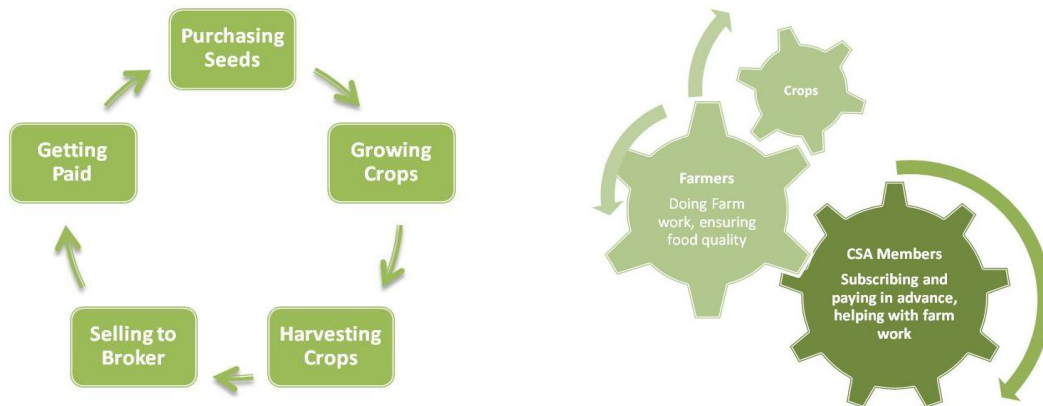 Purchasing
Seeds
Growing
Crops
Harvesting
Crops
Selling to
Broker
Getting
Paid
Crops
Farmers
Doing Farm
work, ensuring
food quality
CSA Members
Subscribing and
paying in advance,
helping with farm
work